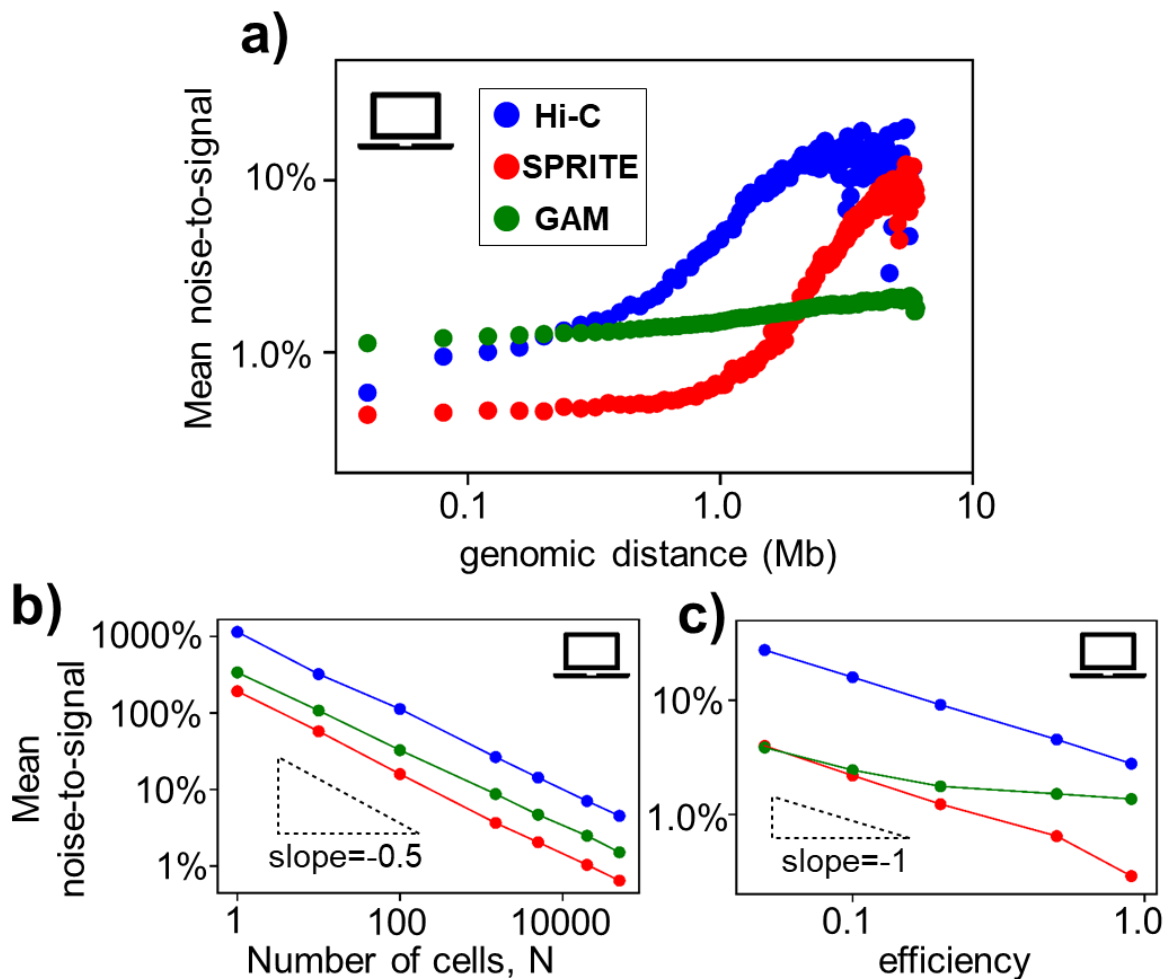 a)
Mean noise-to-signal
10%
1.0%
Hi-C
SPRITE
GAM
0.1
1.0
10
genomic distance (Mb)
b)
Mean
noise-to-signal
1000%
100%
10%
1%
slope=-0.5
1
100
10000
Number of cells, N
c)
10%
1.0%
slope=-1
0.1
1.0
efficiency